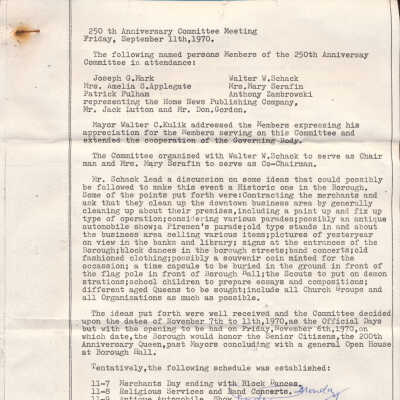 250 th Anniversary Committee Meeting
Friday, September 11th,1970.
The following named persons Members of the 250th Anniversay
Committee in attendance:
Joseph G.Mark Walter W.Schack
Mrs. Amelia S.Applegate Mrs.Mary Serafin
Patrick Pulham Anthony Zambrowski
representing the Home News Publishing Company,
Mr. Jack Lutton and Mr. Don,Gordon,
Mayor Walter C.Kulik addressed the Members expressing his
appreciation for the Members serving on this Committee and
extended the cooperation of the Governing Body.
The Committee organized with Walter W.Schack to serve as Chair
man and Mrs. Mary Serafin to serve as Co-Chairman.
Mr. Schack lead a discussion on some ideas that could possibly
be followed to make this event a Historic one in the Borough.
Some of the points put forth were:Contracting the merchants and
ask that they clean up the downtown business area by generally
cleaning up about their premises,including a paint up and fix up
type of operation;considering various parades;possibly an antique
automobile show;a Firemen's parade;old type stands in and about
the business area selling various items;pictures of yesteryear
on view in the banks and library; signs at the entrances of the
Borough;block dances in the borough streets;band concerts;old
fashioned clothing;possibly a souvenir coin minted for the
occasion; a time capsule to be buried in the ground in front of
the flag pole in front of Borough Hall;the Scouts to put on demon
strations;school children to prepare essays and compositions;
different aged Queens to be sought;include all Church Groups and
all Organizations as much as possible.
The ideas put forth were well received and the Committee decided
upon the dates of November 7th to 11th,1970,as the Official Days
but with the opening to be had on Friday,November 6th,1970,on
which date,the Borough would honor the Senior Citizens, the 200th
Anniversary Queen,the Mayors concluding with a general Open House
at Borough Hall.
Tentatively,the following schedule was established:
11-7 Merchants Day ending with Block Dances.
11-8 Religious Services and Band Concerts. Sunday
11-9 Antique Automobile Show